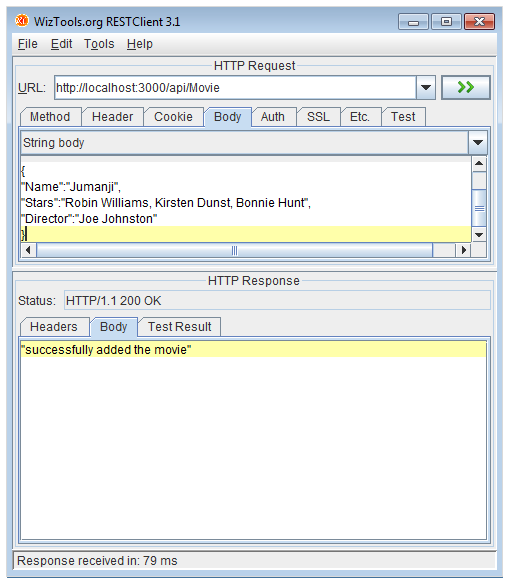 WizTools.org RESTClient 3.1
File Edit Tools Help
HTTP Request
URL: http://localhost:3000/api/Movie
Method Header Cookie Body Auth SSL Etc. Test
String body
{
"Name":"Jumanji",
"Stars":"Robin Williams, Kirsten Dunst, Bonnie Hunt",
"Director":"Joe Johnston"
}
HTTP Response
Status: HTTP/1.1 200 OK
Headers Body Test Result
"successfully added the movie"
Response received in: 79 ms